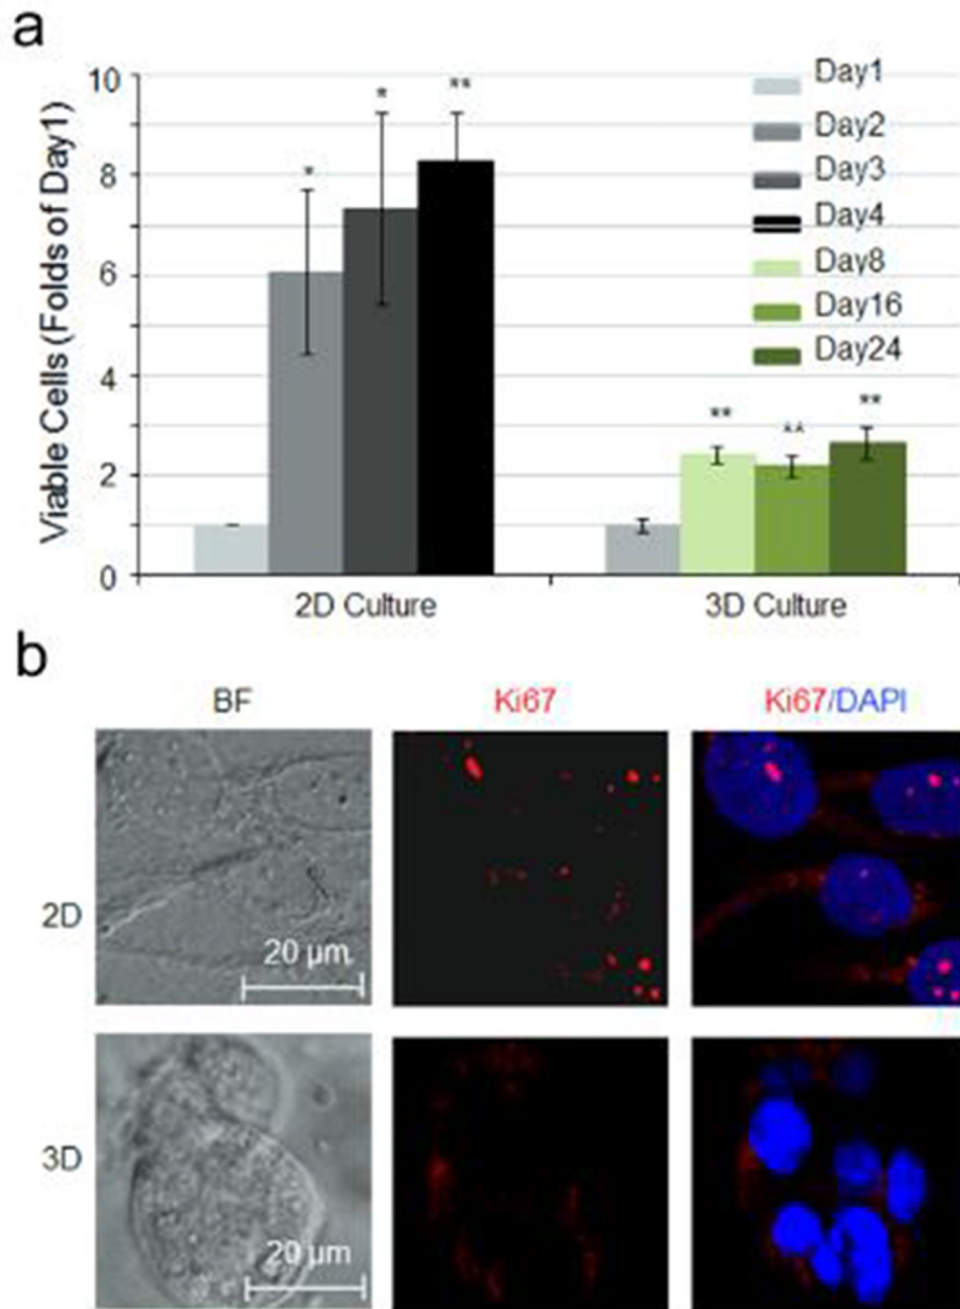 a
Viable Cells (Folds of Day1)
10
8
6
4
2
0
*
*
**
**
**
**
Day1
Day2
Day3
Day4
Day8
Day16
Day24
2D Culture
3D Culture
b
BF
Ki67
Ki67/DAPI
2D
20 µm
3D
20 µm